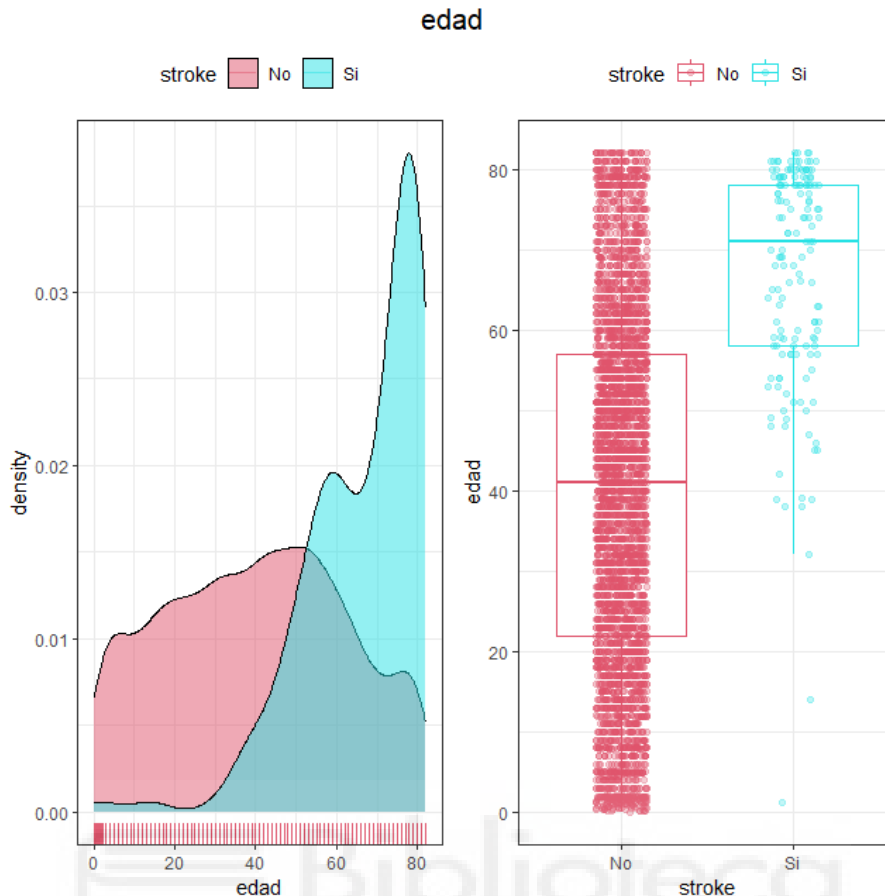 edad
stroke No Si
stroke No Si
density
0.03
0.02
0.01
0.00
0 20 40 60 80
edad
edad
80
60
40
20
0
No Si
stroke
Biblioteca